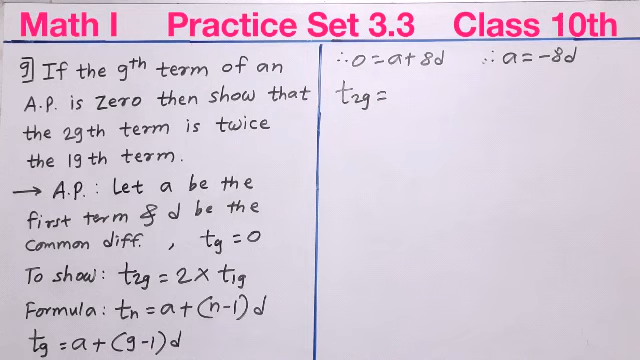 Math I Practice Set 3.3 Class 10th
9] If the 9th term of an
A.P. is zero then show that
the 29th term is twice
the 19th term.
→ A.P. : Let a be the
first term & d be the
common diff. , t₉ = 0
To show: t₂₉ = 2 × t₁₉
Formula: tₙ = a + (n-1) d
t₉ = a + (9-1) d
∴ 0 = a + 8d ∴ a = -8d
t₂₉ =